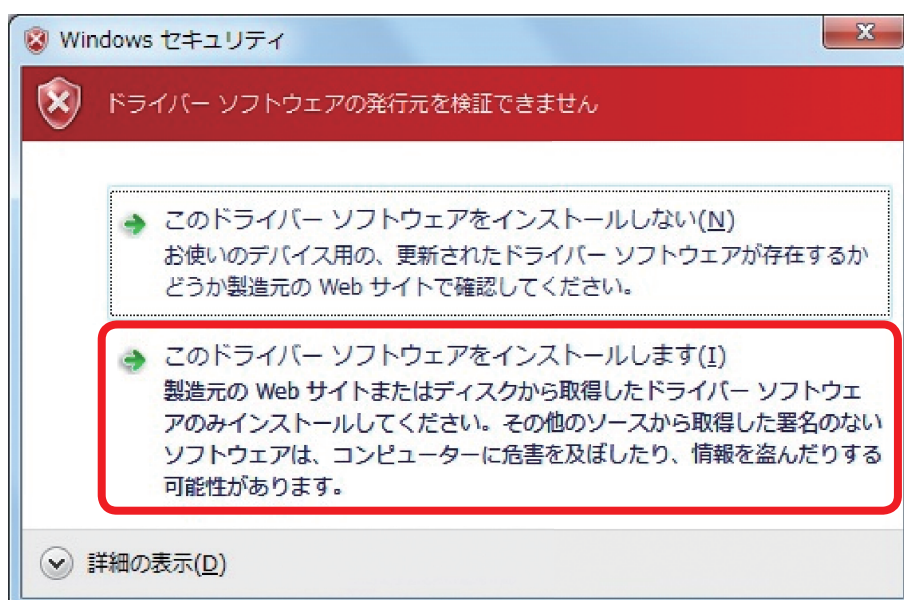 Windows セキュリティ
ドライバー ソフトウェアの発行元を検証できません
このドライバー ソフトウェアをインストールしない(N)
お使いのデバイス用の、更新されたドライバー ソフトウェアが存在するか
どうか製造元の Web サイトで確認してください。
このドライバー ソフトウェアをインストールします(I)
製造元の Web サイトまたはディスクから取得したドライバー ソフトウェ
アのみインストールしてください。その他のソースから取得した署名のない
ソフトウェアは、コンピューターに危害を及ぼしたり、情報を盗んだりする
可能性があります。
詳細の表示(D)